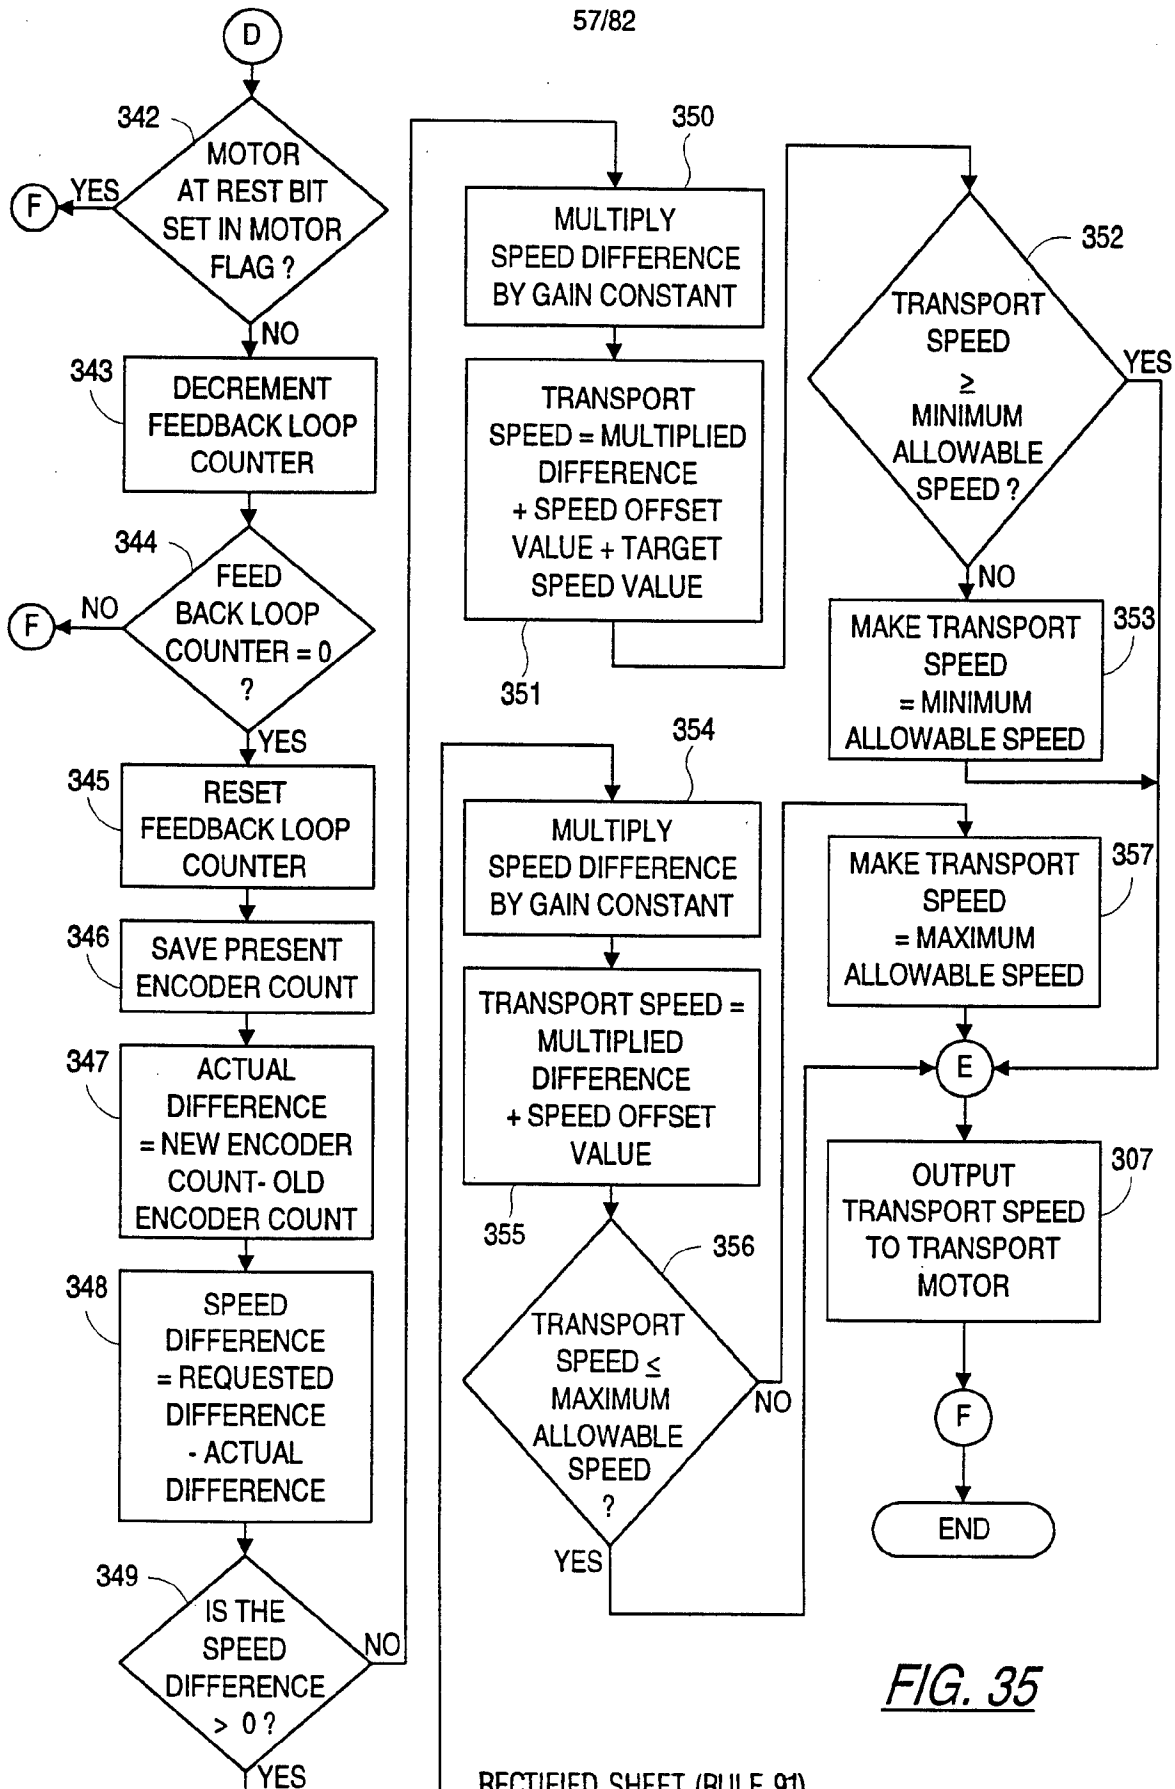 57/82
D
342
MOTOR
AT REST BIT
SET IN MOTOR
FLAG ?
YES
F
NO
343
DECREMENT
FEEDBACK LOOP
COUNTER
344
FEED
BACK LOOP
COUNTER = 0
?
NO
F
YES
345
RESET
FEEDBACK LOOP
COUNTER
346
SAVE PRESENT
ENCODER COUNT
347
ACTUAL
DIFFERENCE
= NEW ENCODER
COUNT- OLD
ENCODER COUNT
348
SPEED
DIFFERENCE
= REQUESTED
DIFFERENCE
- ACTUAL
DIFFERENCE
349
IS THE
SPEED
DIFFERENCE
> 0 ?
NO
YES
350
MULTIPLY
SPEED DIFFERENCE
BY GAIN CONSTANT
TRANSPORT
SPEED = MULTIPLIED
DIFFERENCE
+ SPEED OFFSET
VALUE + TARGET
SPEED VALUE
351
352
TRANSPORT
SPEED
≥
MINIMUM
ALLOWABLE
SPEED ?
YES
NO
353
MAKE TRANSPORT
SPEED
= MINIMUM
ALLOWABLE SPEED
354
MULTIPLY
SPEED DIFFERENCE
BY GAIN CONSTANT
TRANSPORT SPEED =
MULTIPLIED
DIFFERENCE
+ SPEED OFFSET
VALUE
355
356
TRANSPORT
SPEED ≤
MAXIMUM
ALLOWABLE
SPEED
?
NO
YES
357
MAKE TRANSPORT
SPEED
= MAXIMUM
ALLOWABLE SPEED
E
307
OUTPUT
TRANSPORT SPEED
TO TRANSPORT
MOTOR
F
END
FIG. 35
RECTIFIED SHEET (RULE 91)